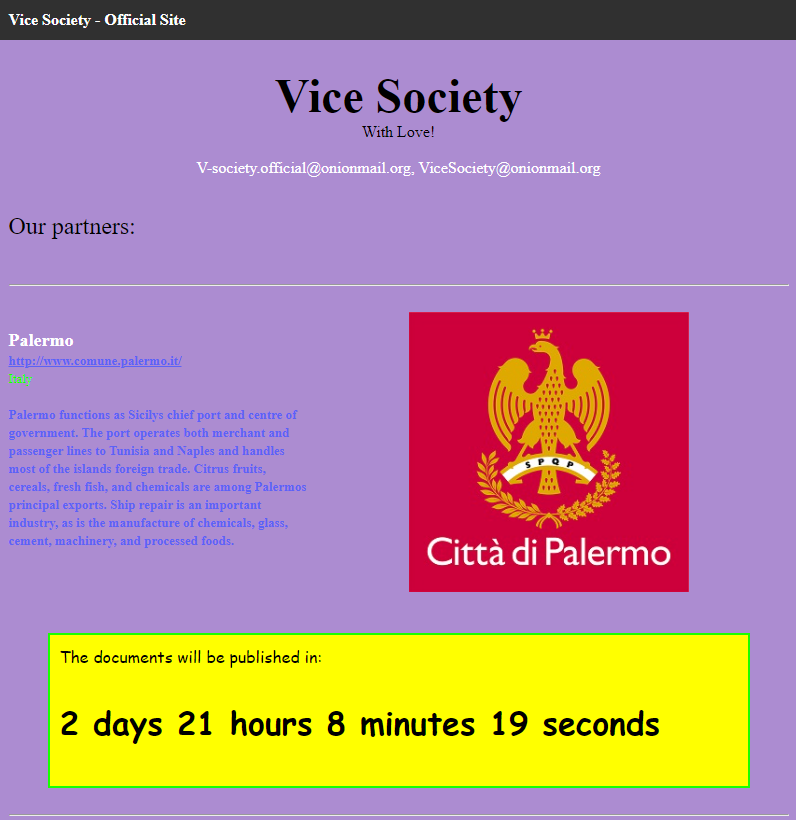 Vice Society - Official Site
Vice Society
With Love!
V-society.official@onionmail.org, ViceSociety@onionmail.org
Our partners:
Palermo
http://www.comune.palermo.it/
Italy
Palermo functions as Sicilys chief port and centre of
government. The port operates both merchant and
passenger lines to Tunisia and Naples and handles
most of the islands foreign trade. Citrus fruits,
cereals, fresh fish, and chemicals are among Palermos
principal exports. Ship repair is an important
industry, as is the manufacture of chemicals, glass,
cement, machinery, and processed foods.
SPQP
Città di Palermo
The documents will be published in:
2 days 21 hours 8 minutes 19 seconds